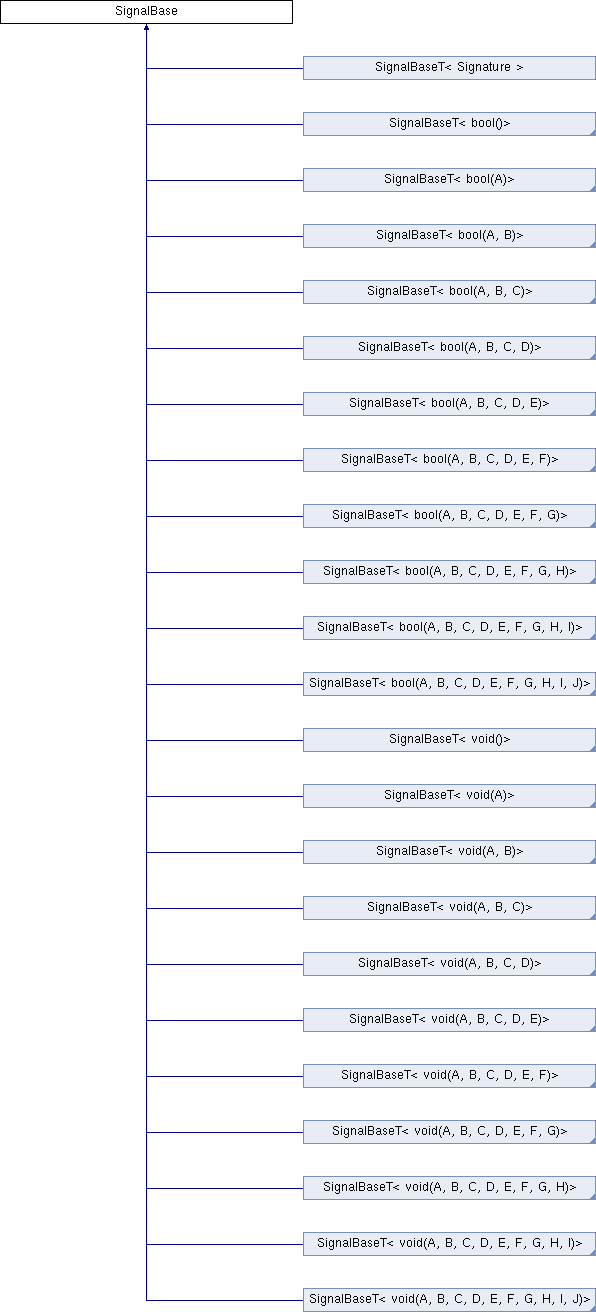 SignalBase
SignalBaseT< Signature >
SignalBaseT< bool()>
SignalBaseT< bool(A)>
SignalBaseT< bool(A, B)>
SignalBaseT< bool(A, B, C)>
SignalBaseT< bool(A, B, C, D)>
SignalBaseT< bool(A, B, C, D, E)>
SignalBaseT< bool(A, B, C, D, E, F)>
SignalBaseT< bool(A, B, C, D, E, F, G)>
SignalBaseT< bool(A, B, C, D, E, F, G, H)>
SignalBaseT< bool(A, B, C, D, E, F, G, H, I)>
SignalBaseT< bool(A, B, C, D, E, F, G, H, I, J)>
SignalBaseT< void()>
SignalBaseT< void(A)>
SignalBaseT< void(A, B)>
SignalBaseT< void(A, B, C)>
SignalBaseT< void(A, B, C, D)>
SignalBaseT< void(A, B, C, D, E)>
SignalBaseT< void(A, B, C, D, E, F)>
SignalBaseT< void(A, B, C, D, E, F, G)>
SignalBaseT< void(A, B, C, D, E, F, G, H)>
SignalBaseT< void(A, B, C, D, E, F, G, H, I)>
SignalBaseT< void(A, B, C, D, E, F, G, H, I, J)>